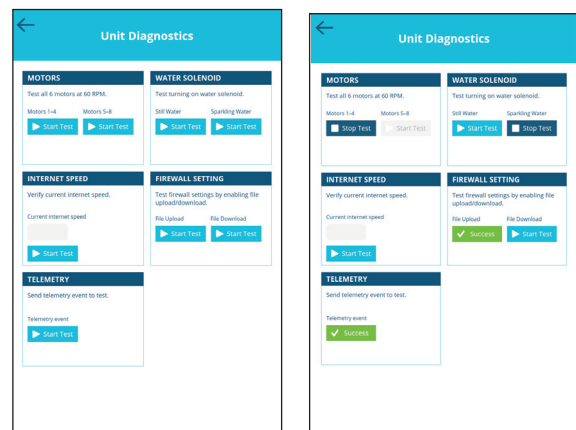 Unit Diagnostics
MOTORS
Test all 6 motors at 60 RPM.
Motors 1–4 Motors 5–8
Start Test Start Test
WATER SOLENOID
Test turning on water solenoid.
Still Water Sparkling Water
Start Test Start Test
INTERNET SPEED
Verify current internet speed.
Current internet speed
Start Test
FIREWALL SETTING
Test firewall settings by enabling file
upload/download.
File Upload File Download
Start Test Start Test
TELEMETRY
Send telemetry event to test.
Telemetry event
Start Test
Unit Diagnostics
MOTORS
Test all 6 motors at 60 RPM.
Motors 1–4 Motors 5–8
Stop Test Start Test
WATER SOLENOID
Test turning on water solenoid.
Still Water Sparkling Water
Start Test Stop Test
INTERNET SPEED
Verify current internet speed.
Current internet speed
Start Test
FIREWALL SETTING
Test firewall settings by enabling file
upload/download.
File Upload File Download
Success Start Test
TELEMETRY
Send telemetry event to test.
Telemetry event
Success